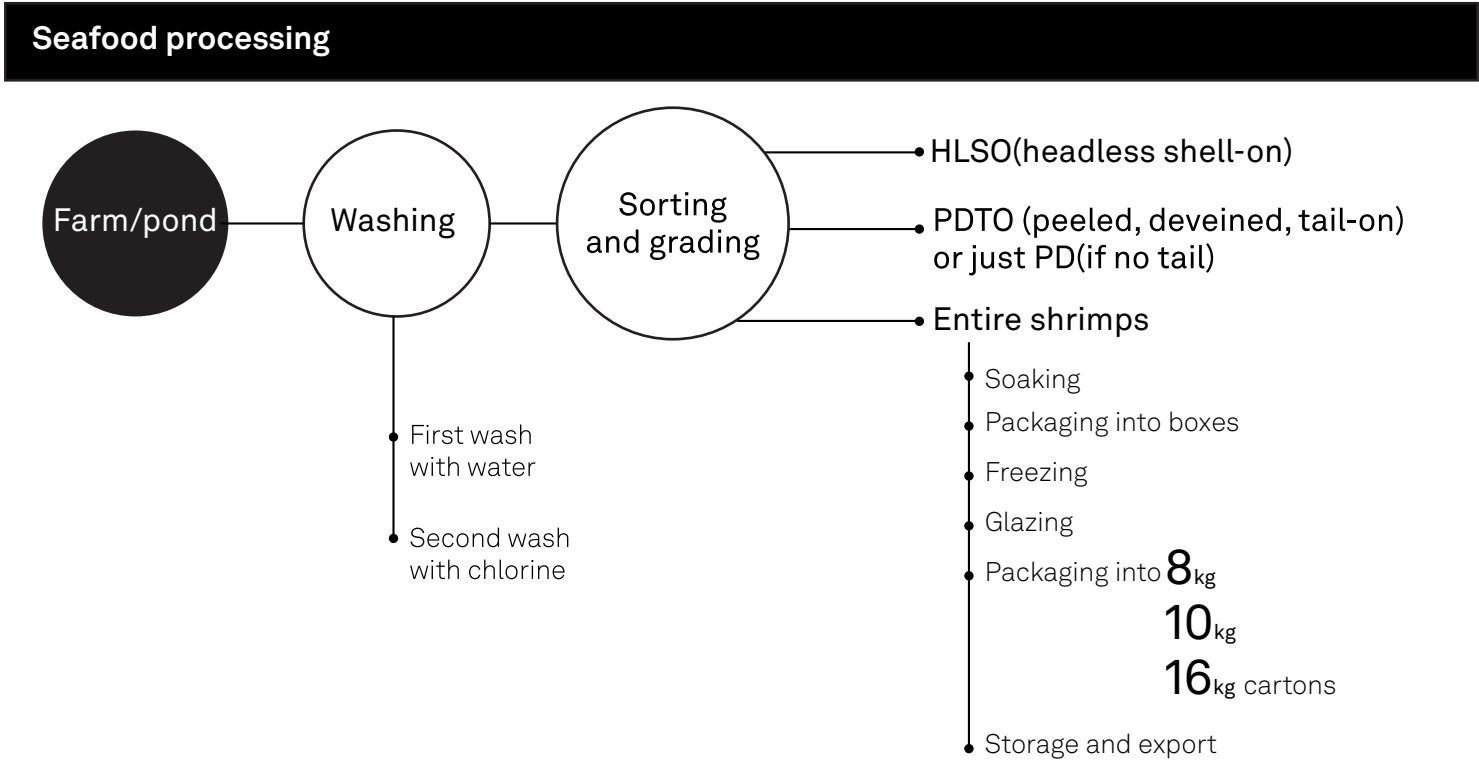 Seafood processing
Farm/pond
Washing
First wash
with water
Second wash
with chlorine
Sorting
and grading
HLSO(headless shell-on)
PDTO (peeled, deveined, tail-on)
or just PD(if no tail)
Entire shrimps
Soaking
Packaging into boxes
Freezing
Glazing
Packaging into 8kg
10kg
16kg cartons
Storage and export